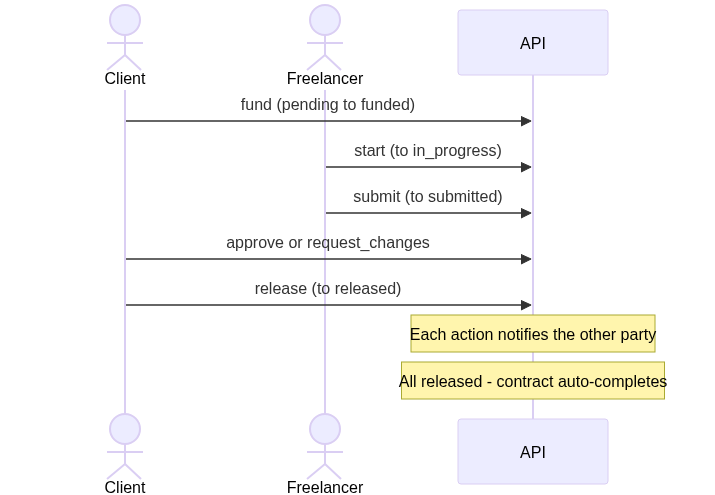 Client
Freelancer
API
fund (pending to funded)
start (to in_progress)
submit (to submitted)
approve or request_changes
release (to released)
Each action notifies the other party
All released - contract auto-completes
Client
Freelancer
API